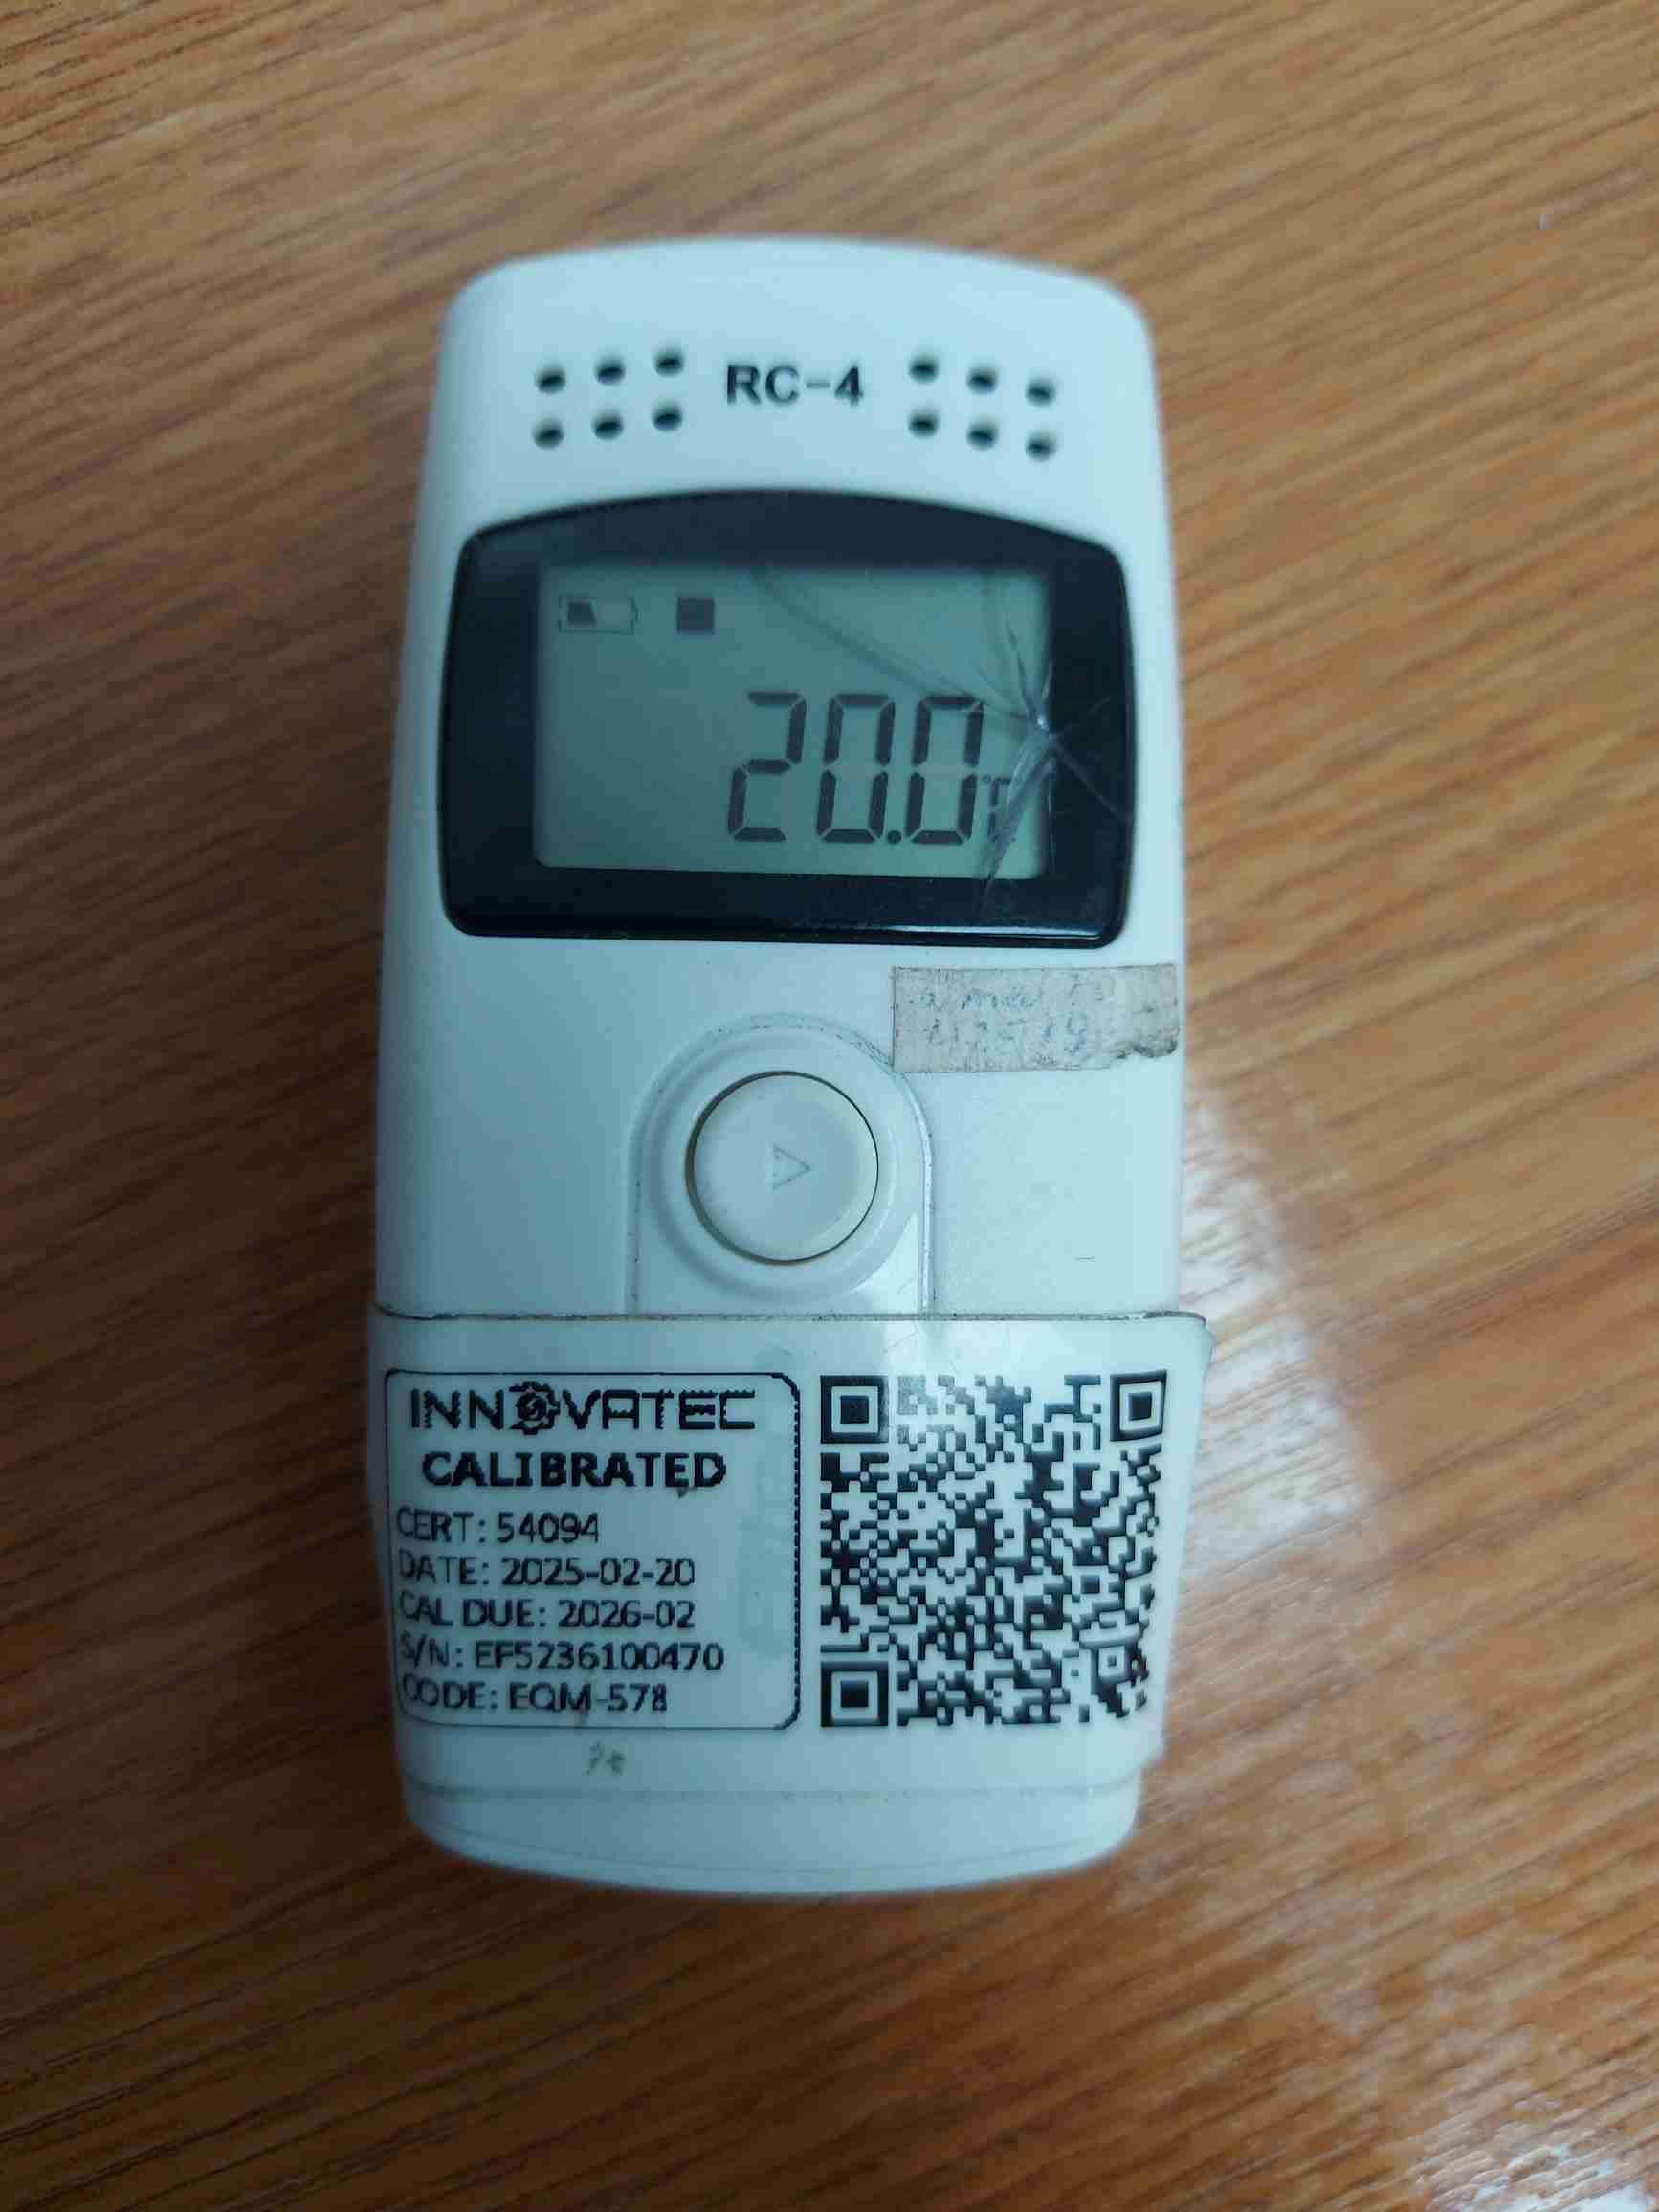 RC-4
20.0℃
INNOVATEC
CALIBRATED
CERT: 54094
DATE: 2025-02-20
CAL DUE: 2026-02
S/N: EF5236100470
CODE: EQM-578